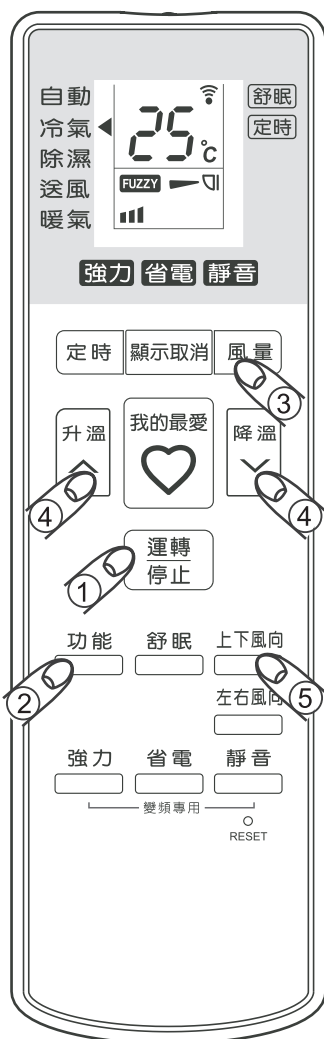 自動
冷氣
除濕
送風
暖氣
25°C
FUZZY
舒眠
定時
強力 省電 靜音
定時 顯示取消 風量
③
升溫 我的最愛 降溫
④ ④
運轉
停止
①
功能 舒眠 上下風向
② ⑤
左右風向
強力 省電 靜音
變頻專用
RESET